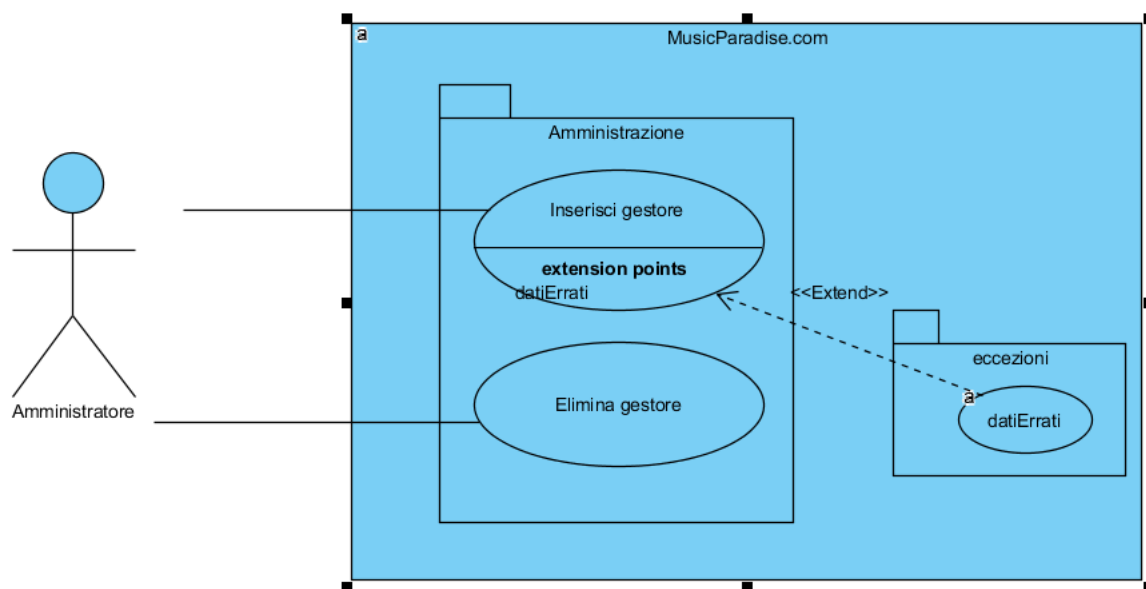 a
MusicParadise.com
Amministrazione
Inserisci gestore
extension points
datiErrati
<<Extend>>
eccezioni
a
datiErrati
Elimina gestore
Amministratore